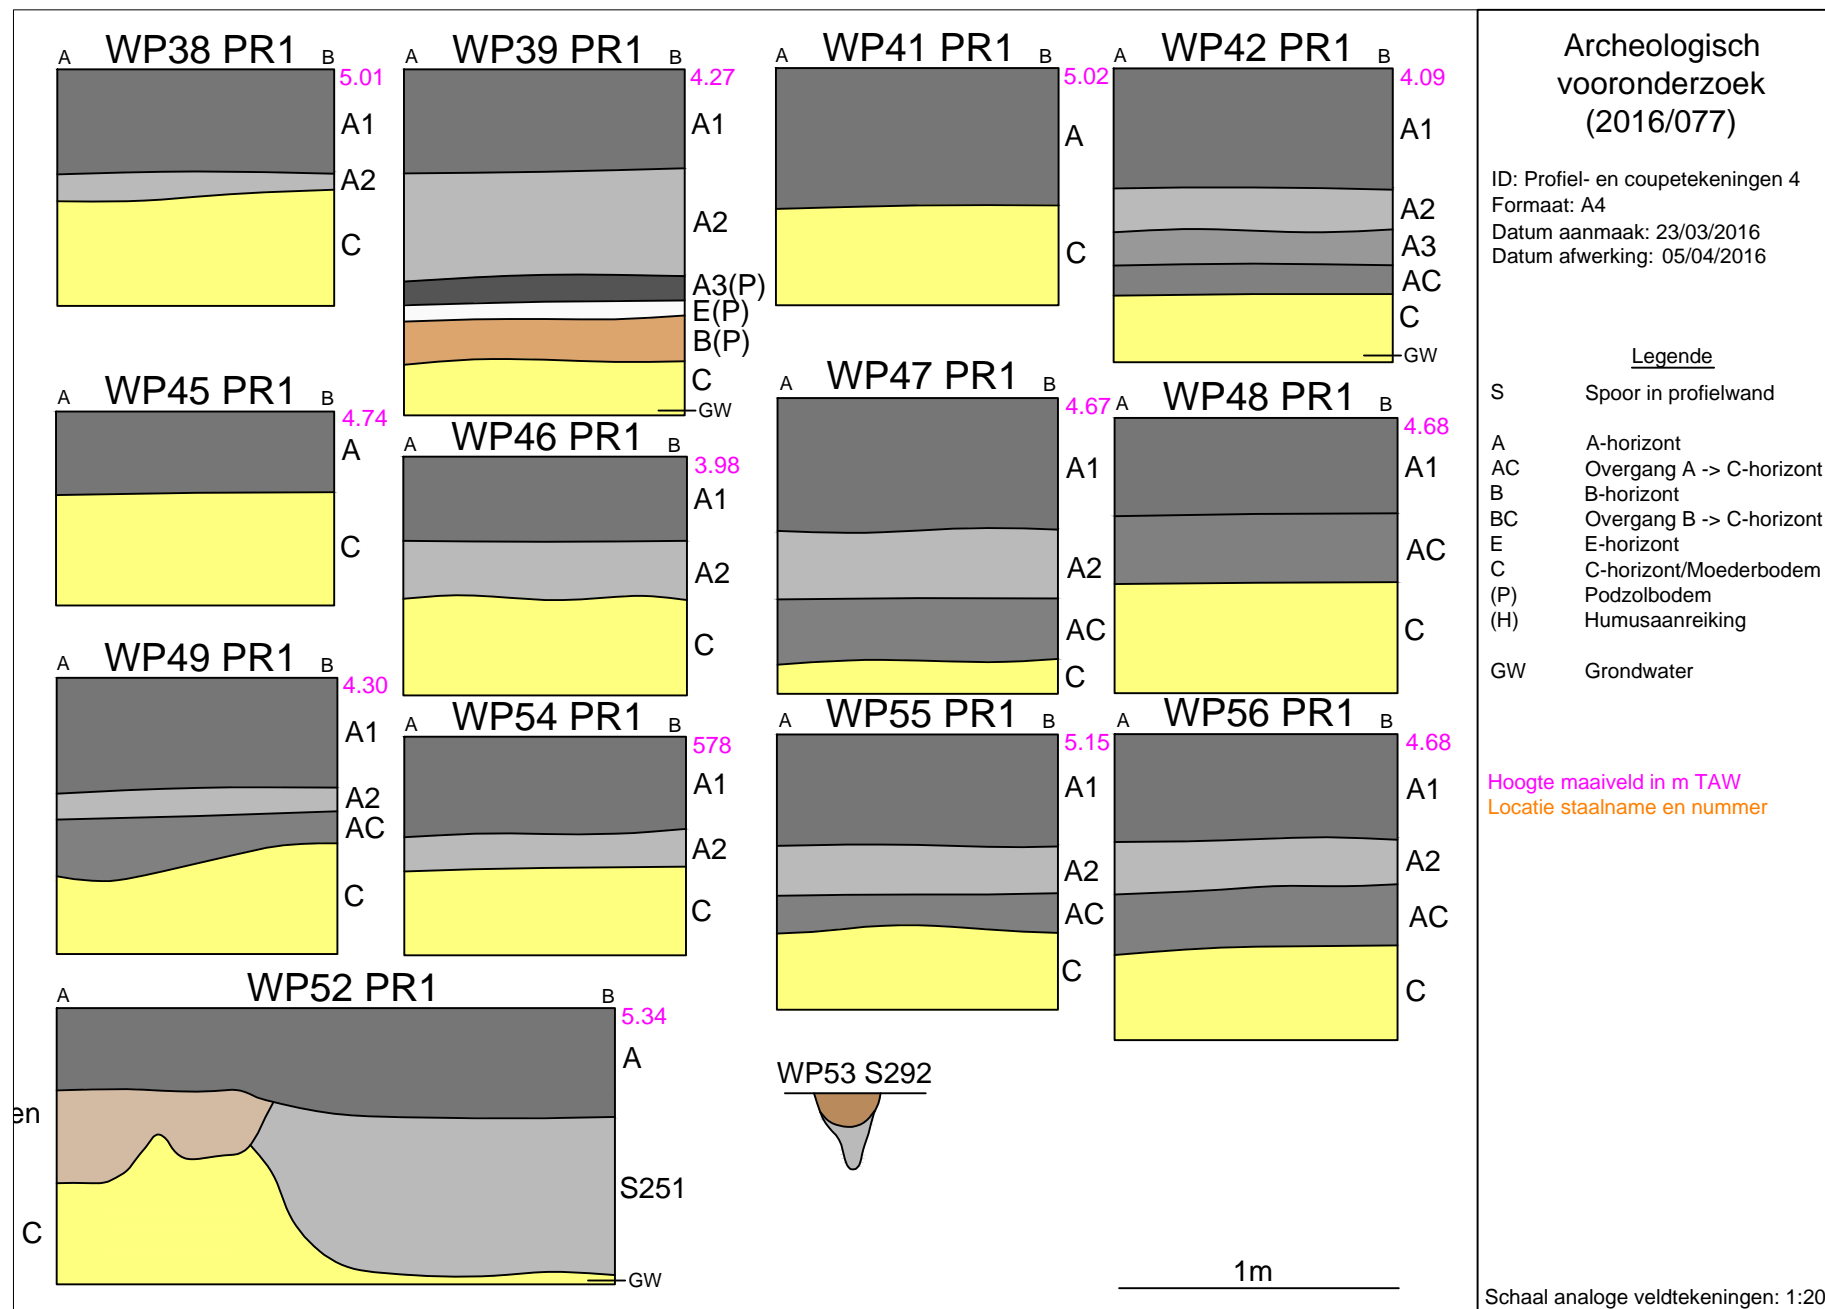 A WP38 PR1 B
5.01
A1
A2
C
A WP39 PR1 B
4.27
A1
A2
A3(P)
E(P)
B(P)
C
GW
A WP41 PR1 B
5.02
A
C
A WP42 PR1 B
4.09
A1
A2
A3
AC
C
GW
A WP45 PR1 B
4.74
A
C
A WP46 PR1 B
3.98
A1
A2
C
A WP47 PR1 B
4.67
A1
A2
AC
C
A WP48 PR1 B
4.68
A1
AC
C
A WP49 PR1 B
4.30
A1
A2
AC
C
A WP54 PR1 B
578
A1
A2
C
A WP55 PR1 B
5.15
A1
A2
AC
C
A WP56 PR1 B
4.68
A1
A2
AC
C
A WP52 PR1 B
5.34
A
en
S251
C
GW
WP53 S292
1m
Archeologisch
vooronderzoek
(2016/077)
ID: Profiel- en coupetekeningen 4
Formaat: A4
Datum aanmaak: 23/03/2016
Datum afwerking: 05/04/2016
Legende
S Spoor in profielwand
A A-horizont
AC Overgang A -> C-horizont
B B-horizont
BC Overgang B -> C-horizont
E E-horizont
C C-horizont/Moederbodem
(P) Podzolbodem
(H) Humusaanreiking
GW Grondwater
Hoogte maaiveld in m TAW
Locatie staalname en nummer
Schaal analoge veldtekeningen: 1:20